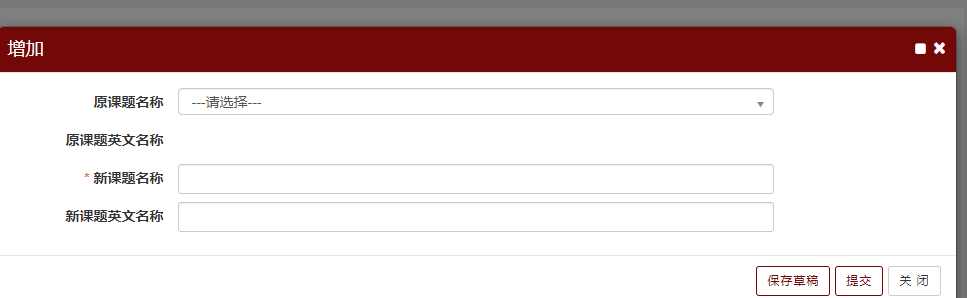 增加
原课题名称 ---请选择---
原课题英文名称
* 新课题名称
新课题英文名称
保存草稿 提交 关 闭